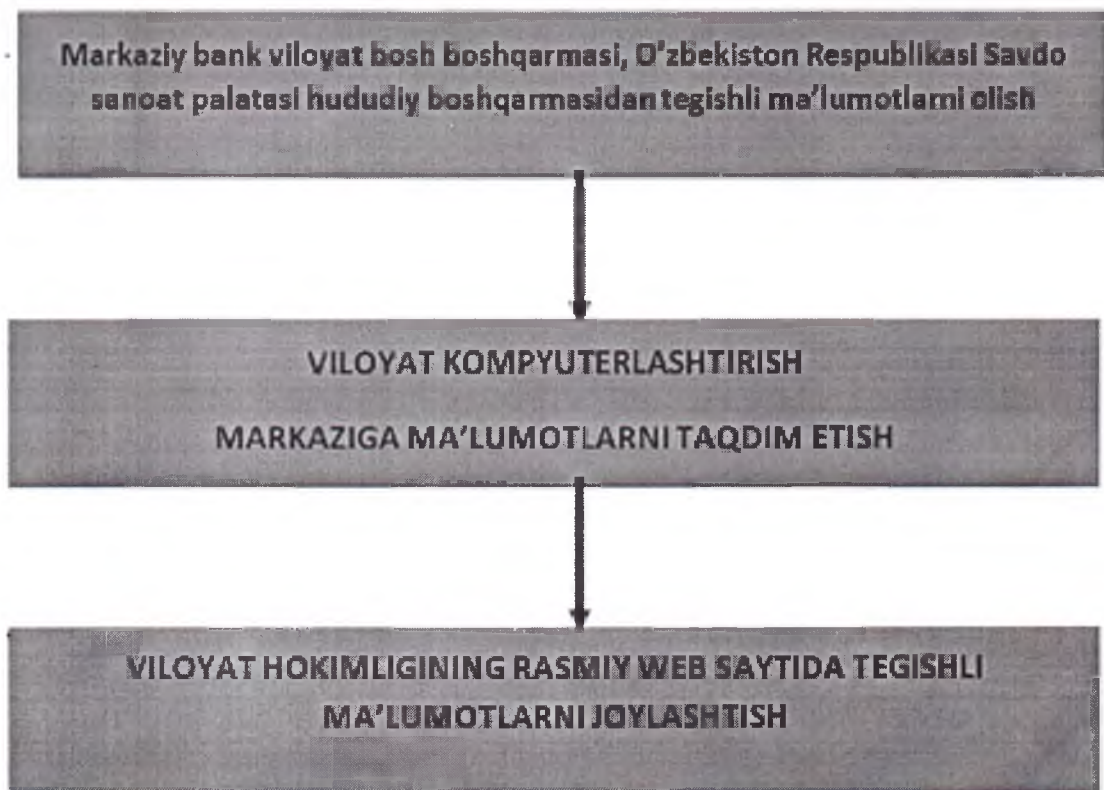 Markaziy bank viloyat bosh boshqarmasi, O'zbekiston Respublikasi Savdo
sanoat palatasi hududiy boshqarmasidan tegishli ma'lumotlarni olish
VILOYAT KOMPYUTERLASHTIRISH
MARKAZIGA MA'LUMOTLARNI TAQDIM ETISH
VILOYAT HOKIMLIGINING RASMIY WEB SAYTIDA TEGISHLI
MA'LUMOTLARNI JOYLASHTISH